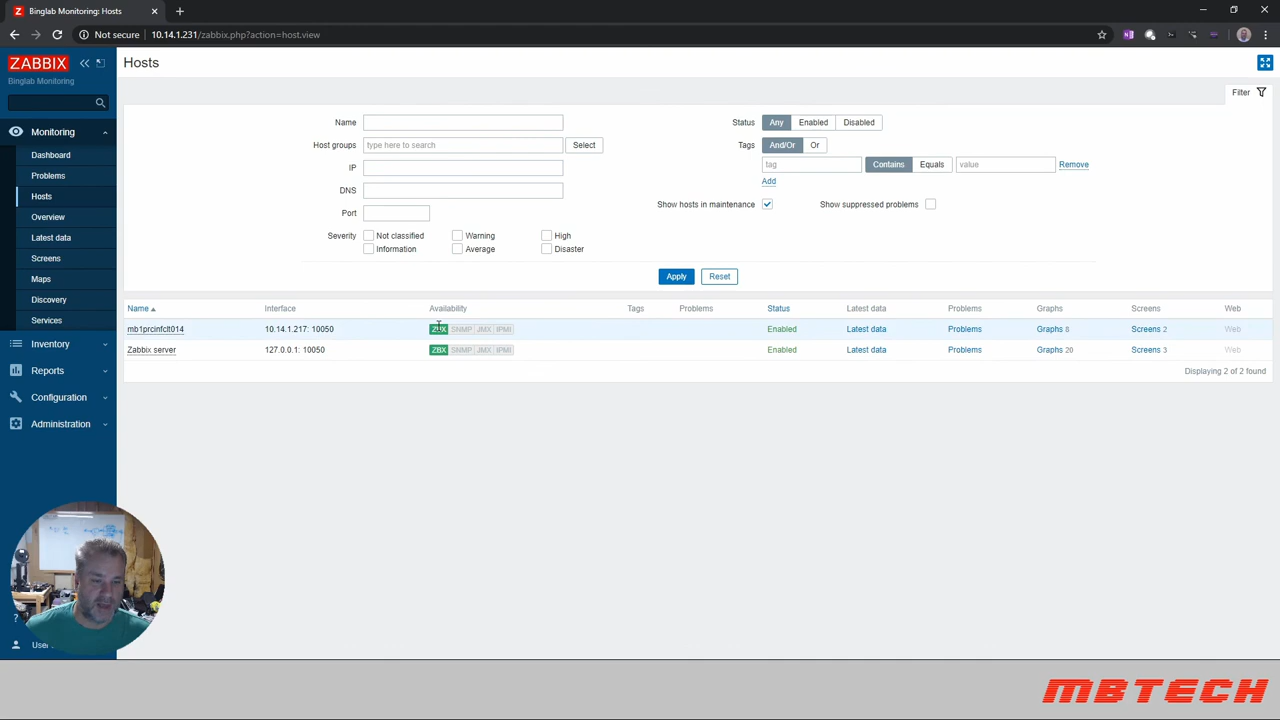 Binglab Monitoring: Hosts
Not secure 10.14.1.231/zabbix.php?action=host.view
ZABBIX
Binglab Monitoring
Monitoring
Dashboard
Problems
Hosts
Overview
Latest data
Screens
Maps
Discovery
Services
Inventory
Reports
Configuration
Administration
?
User
Hosts
Filter
Name
Status Any Enabled Disabled
Host groups type here to search Select
Tags And/Or Or
IP
tag Contains Equals value Remove
Add
DNS
Port
Show hosts in maintenance Show suppressed problems
Severity Not classified Warning High
Information Average Disaster
Apply Reset
Name Interface Availability Tags Problems Status Latest data Problems Graphs Screens Web
mb1prcinfclt014 10.14.1.217: 10050 ZBX SNMP JMX IPMI Enabled Latest data Problems Graphs 8 Screens 2 Web
Zabbix server 127.0.0.1: 10050 ZBX SNMP JMX IPMI Enabled Latest data Problems Graphs 20 Screens 3 Web
Displaying 2 of 2 found
MBTECH